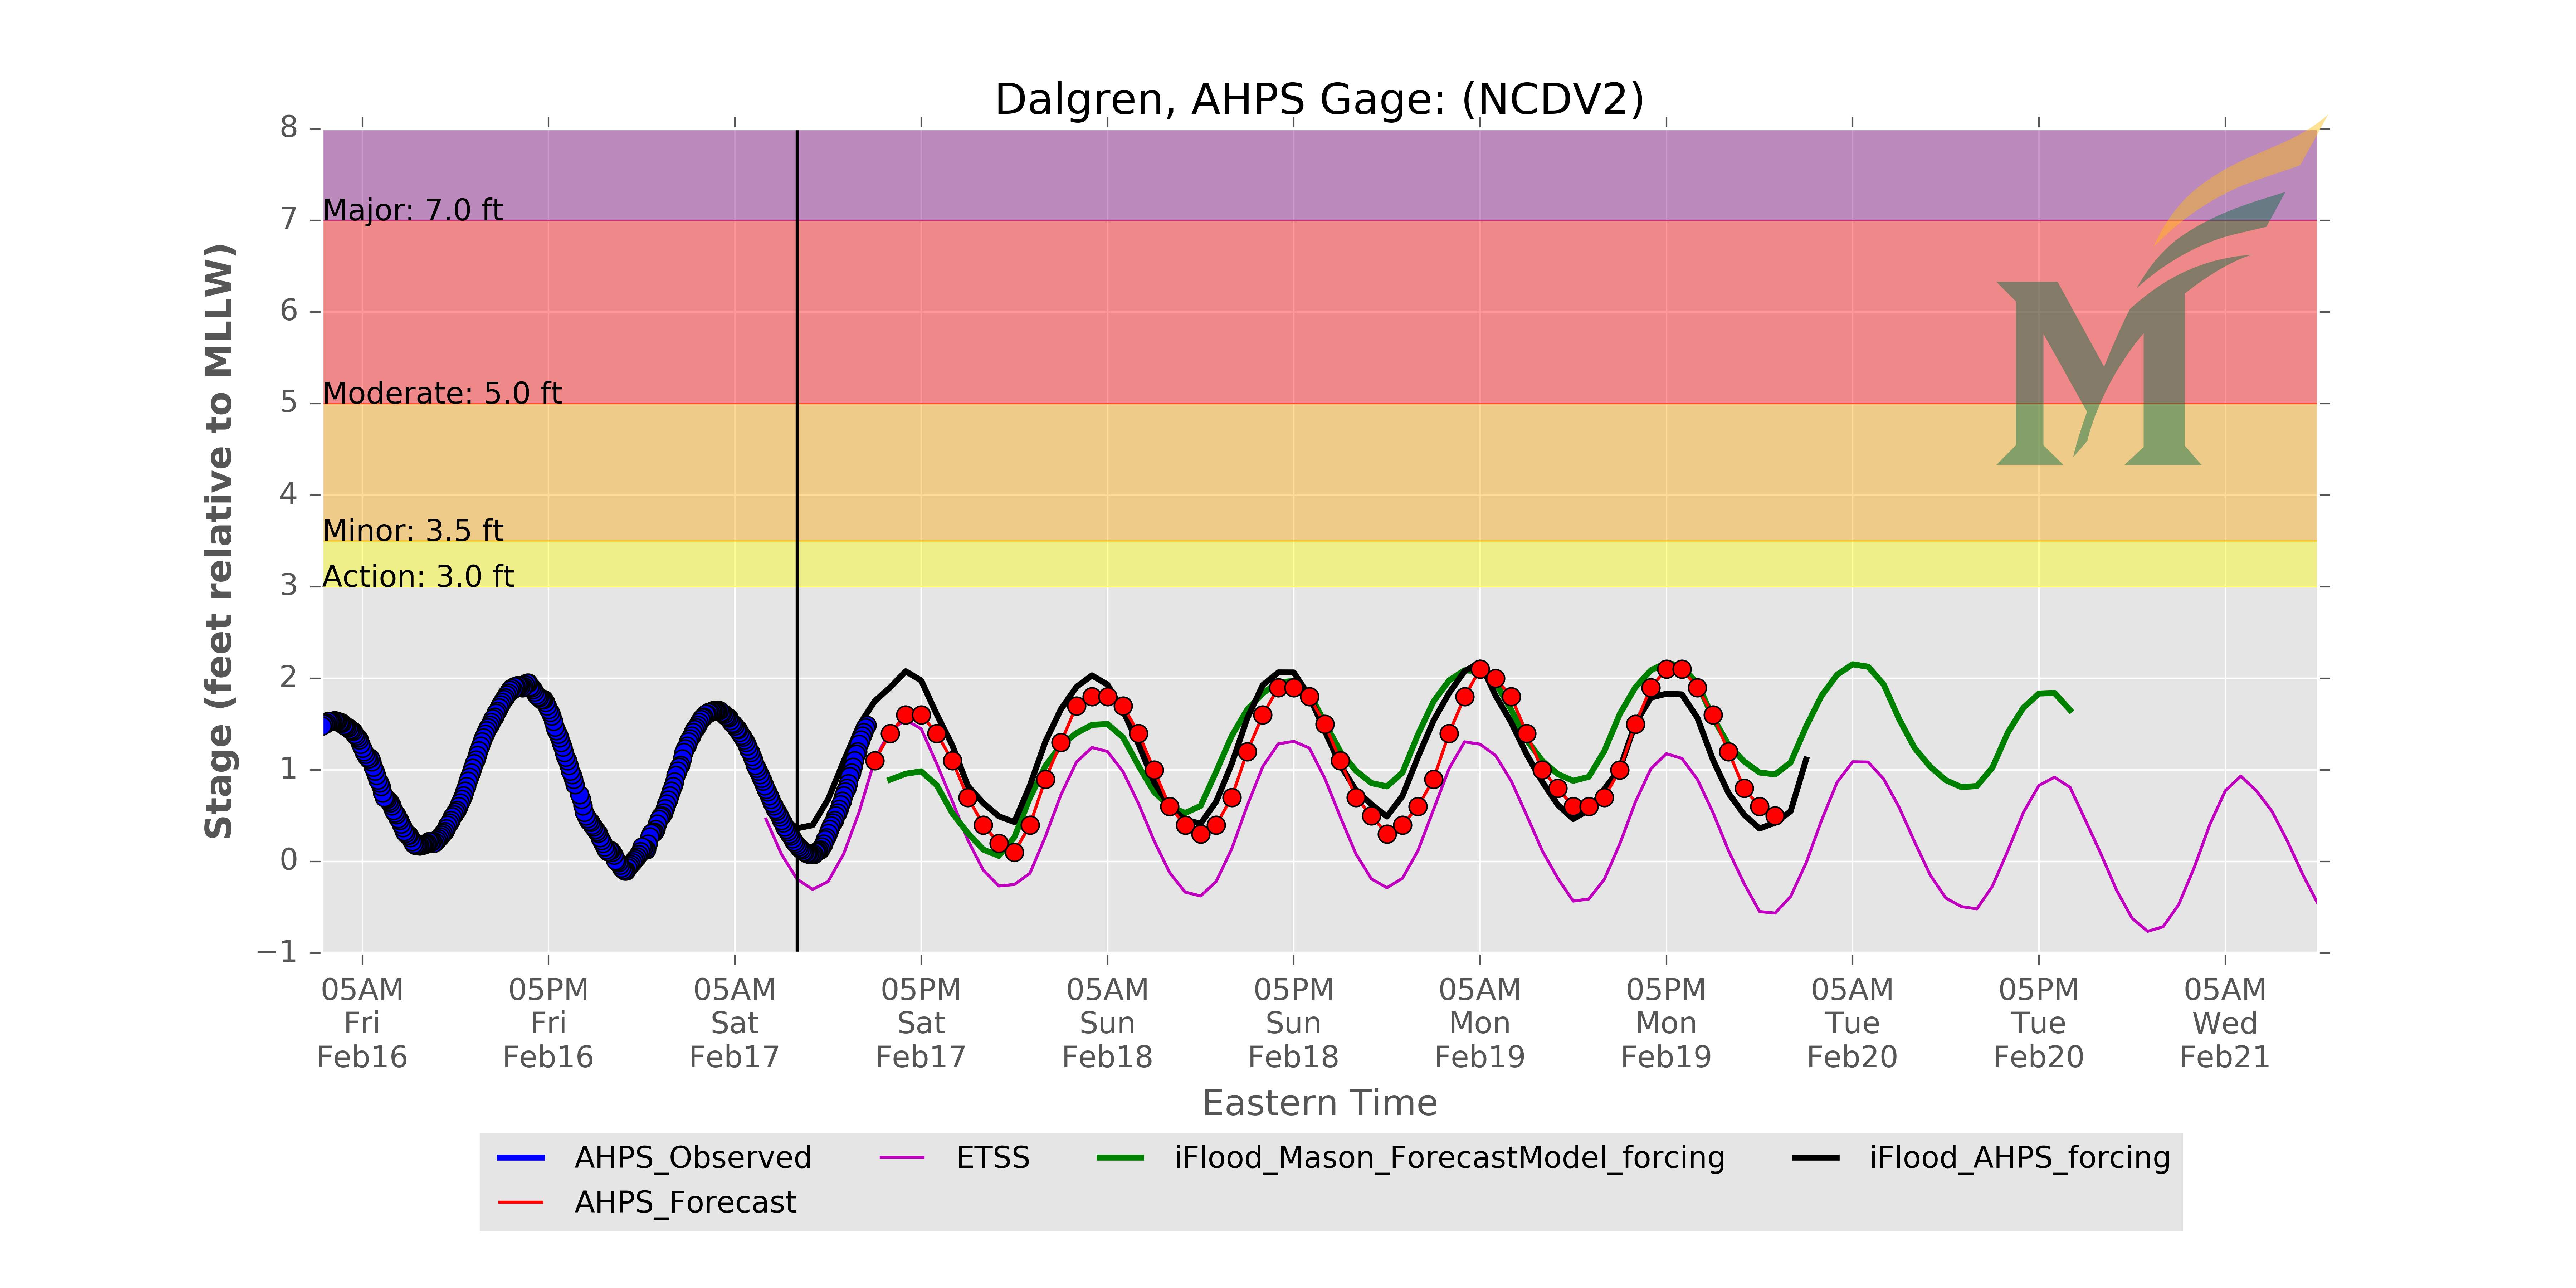 Dalgren, AHPS Gage: (NCDV2)
8
7
6
5
4
3
2
1
0
−1
Stage (feet relative to MLLW)
Major: 7.0 ft
Moderate: 5.0 ft
Minor: 3.5 ft
Action: 3.0 ft
M
05AM 05PM 05AM 05PM 05AM 05PM 05AM 05PM 05AM 05PM 05AM
Fri Fri Sat Sat Sun Sun Mon Mon Tue Tue Wed
Feb16 Feb16 Feb17 Feb17 Feb18 Feb18 Feb19 Feb19 Feb20 Feb20 Feb21
Eastern Time
AHPS_Observed ETSS iFlood_Mason_ForecastModel_forcing iFlood_AHPS_forcing
AHPS_Forecast